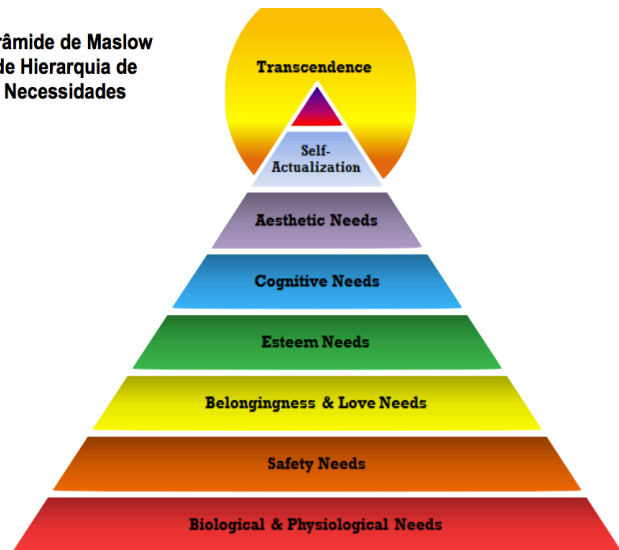 râmide de Maslow
de Hierarquia de
Necessidades
Transcendence
Self-
Actualization
Aesthetic Needs
Cognitive Needs
Esteem Needs
Belongingness & Love Needs
Safety Needs
Biological & Physiological Needs